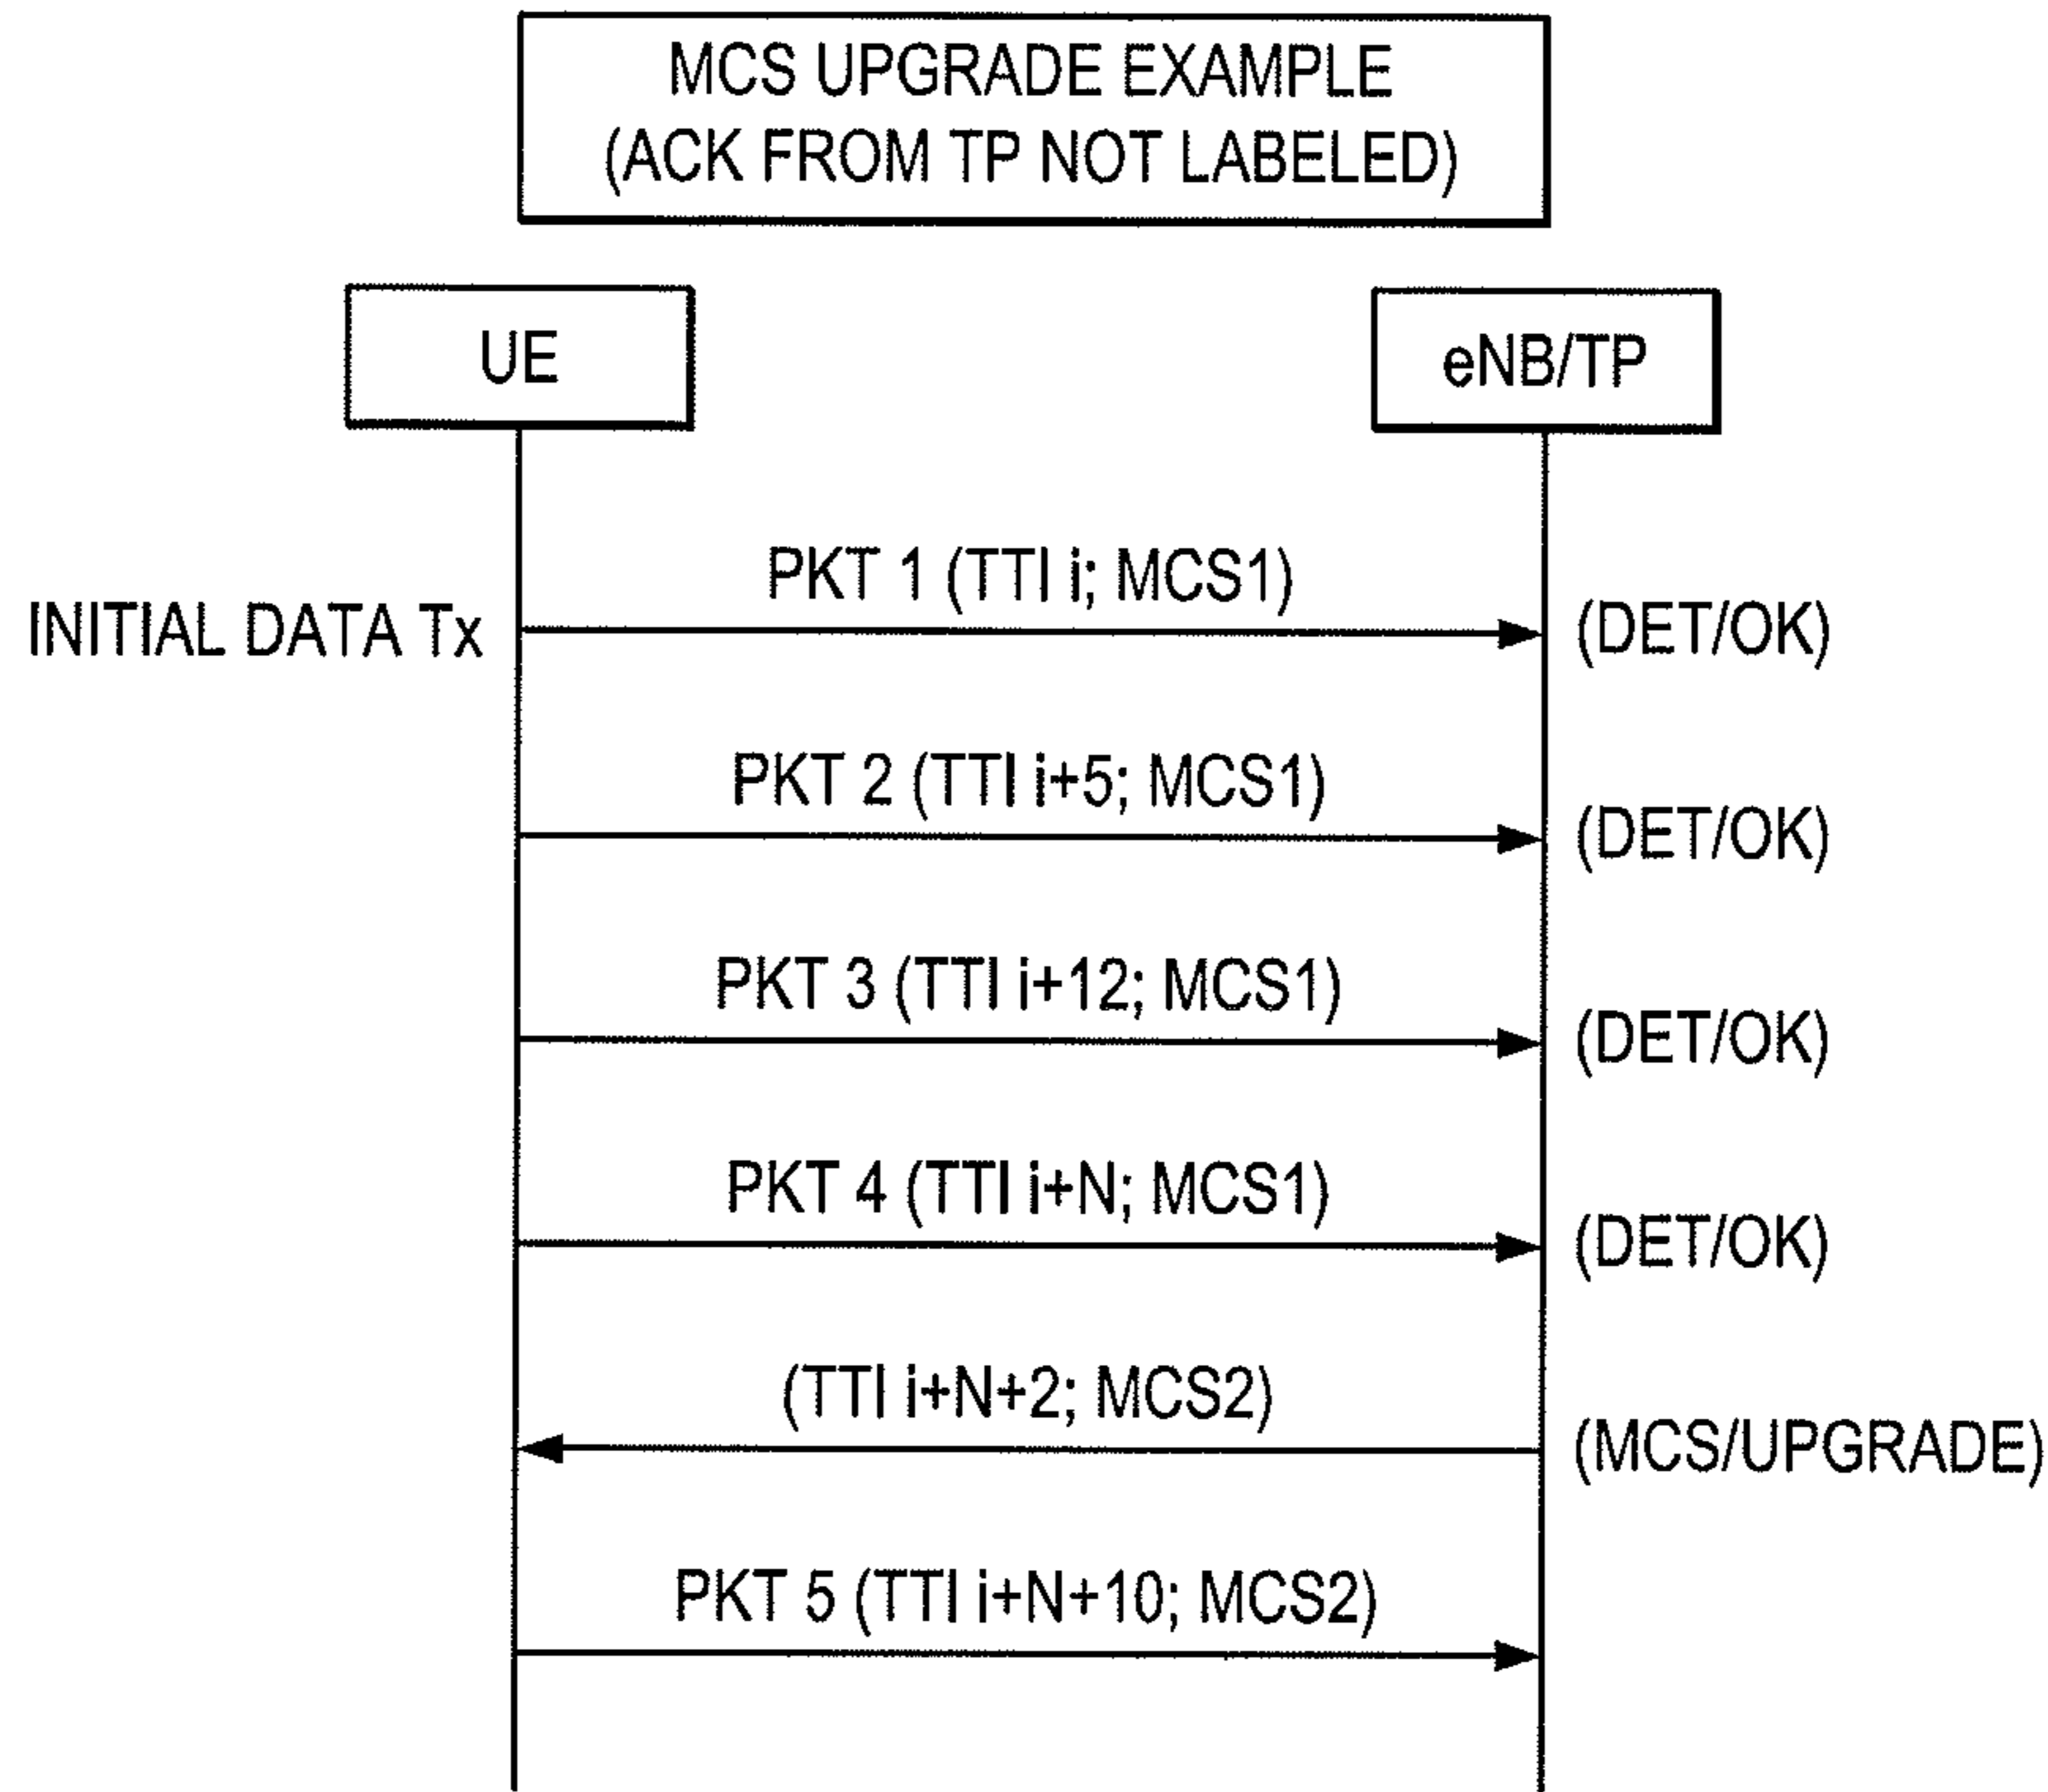 MCS UPGRADE EXAMPLE
(ACK FROM TP NOT LABELED)
UE
eNB/TP
PKT 1 (TTI i; MCS1)
INITIAL DATA Tx
(DET/OK)
PKT 2 (TTI i+5; MCS1)
(DET/OK)
PKT 3 (TTI i+12; MCS1)
(DET/OK)
PKT 4 (TTI i+N; MCS1)
(DET/OK)
(TTI i+N+2; MCS2)
(MCS/UPGRADE)
PKT 5 (TTI i+N+10; MCS2)